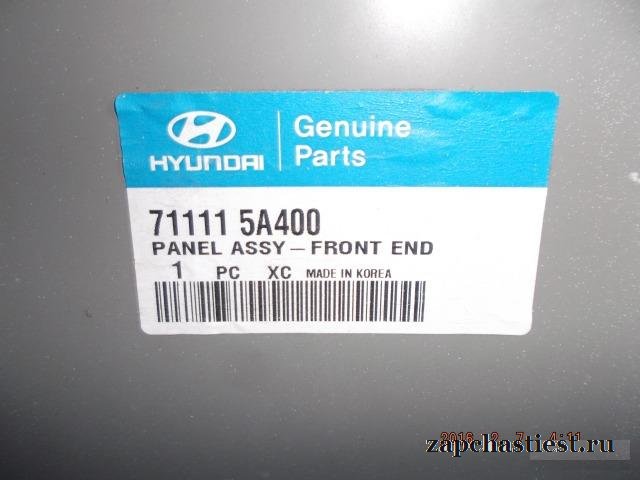 HYUNDAI
Genuine
Parts
71111 5A400
PANEL ASSY – FRONT END
1 PC XC MADE IN KOREA
zapchastiest.ru